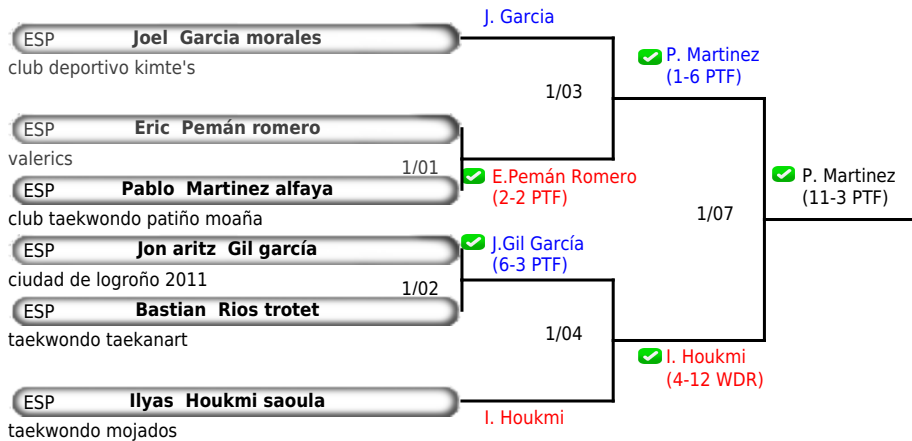 J. Garcia
ESP Joel Garcia morales
club deportivo kimte's
P. Martinez
(1-6 PTF)
1/03
ESP Eric Pemán romero
valerics
1/01
E.Pemán Romero
(2-2 PTF)
ESP Pablo Martinez alfaya
club taekwondo patiño moaña
P. Martinez
(11-3 PTF)
1/07
ESP Jon aritz Gil garcía
ciudad de logroño 2011
J.Gil García
(6-3 PTF)
1/02
ESP Bastian Rios trotet
taekwondo taekanart
1/04
I. Houkmi
(4-12 WDR)
ESP Ilyas Houkmi saoula
taekwondo mojados
I. Houkmi